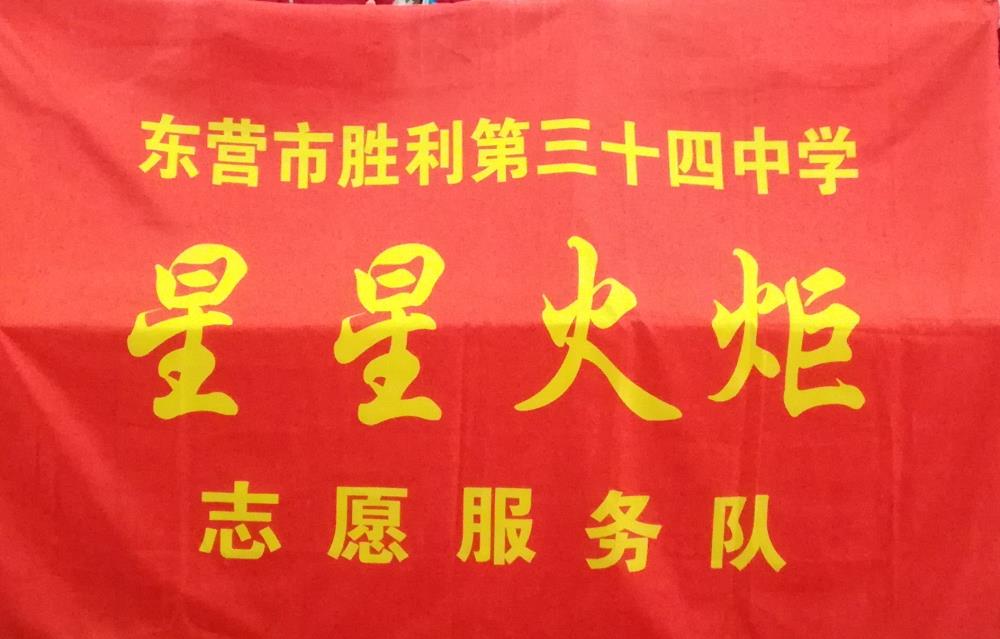 东营市胜利第三十四中学
星星火炬
志愿服务队